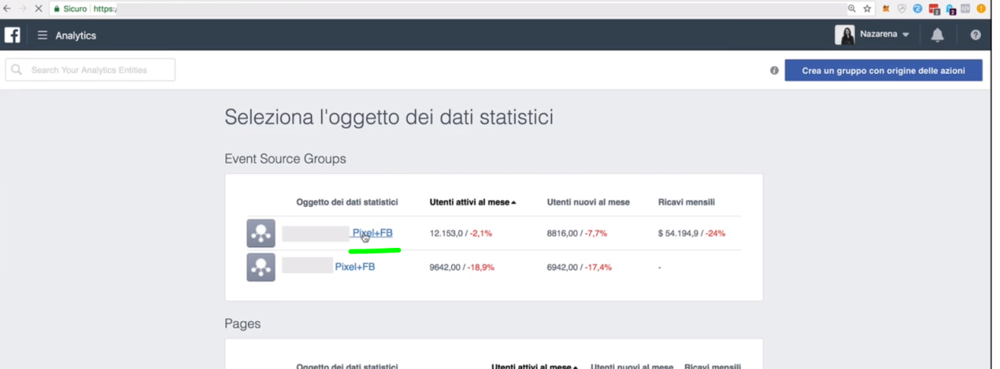 Sicuro https:/
Analytics
Nazarena
Search Your Analytics Entities
Crea un gruppo con origine delle azioni
Seleziona l'oggetto dei dati statistici
Event Source Groups
Oggetto dei dati statistici Utenti attivi al mese Utenti nuovi al mese Ricavi mensili
Pixel+FB 12.153,0 / -2,1% 8816,00 / -7,7% $ 54.194,9 / -24%
Pixel+FB 9642,00 / -18,9% 6942,00 / -17,4% -
Pages
Oggetto dei dati statistici Utenti attivi al mese Utenti nuovi al mese Ricavi mensili